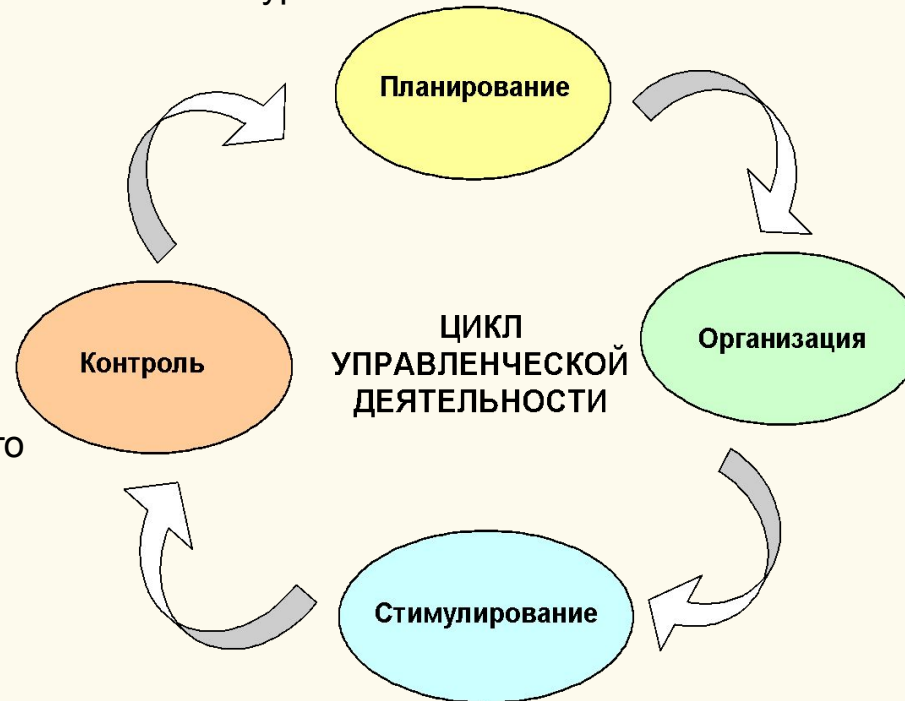 Планирование
Организация
ЦИКЛ
УПРАВЛЕНЧЕСКОЙ
ДЕЯТЕЛЬНОСТИ
Контроль
Стимулирование